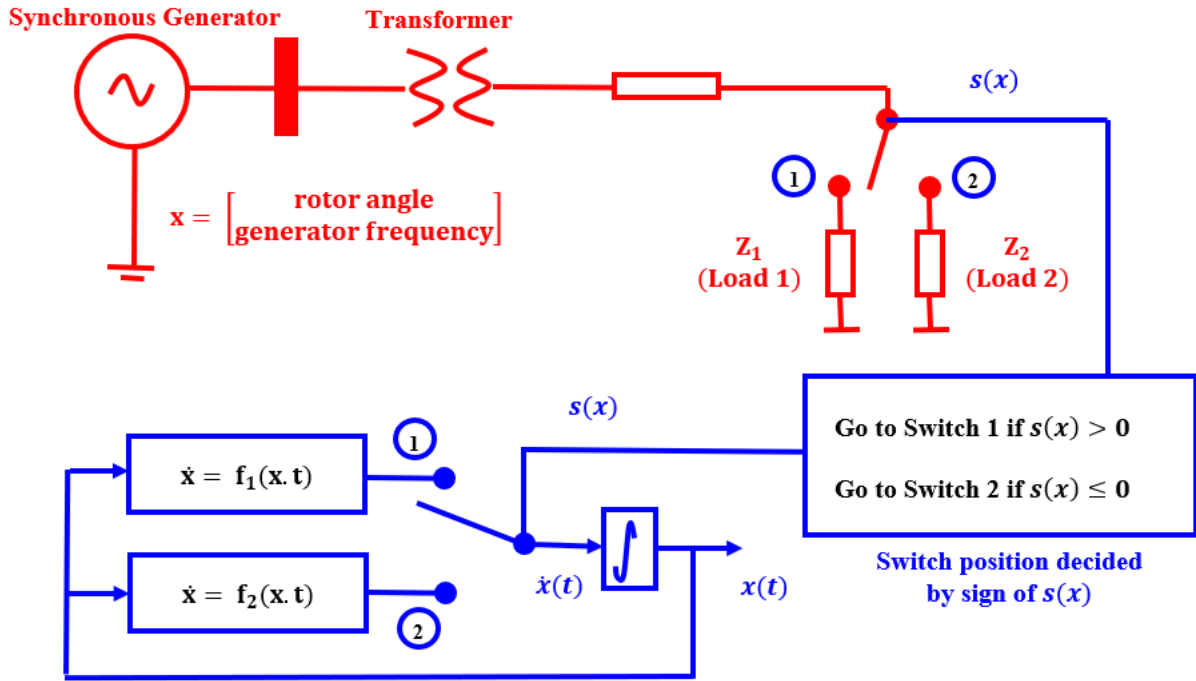 Synchronous Generator
Transformer
s(x)
1
2
x = [rotor angle
generator frequency]
Z₁
(Load 1)
Z₂
(Load 2)
s(x)
1
Go to Switch 1 if s(x) > 0
ẋ = f₁(x.t)
Go to Switch 2 if s(x) ≤ 0
∫
ẋ(t)
x(t)
Switch position decided
by sign of s(x)
ẋ = f₂(x.t)
2